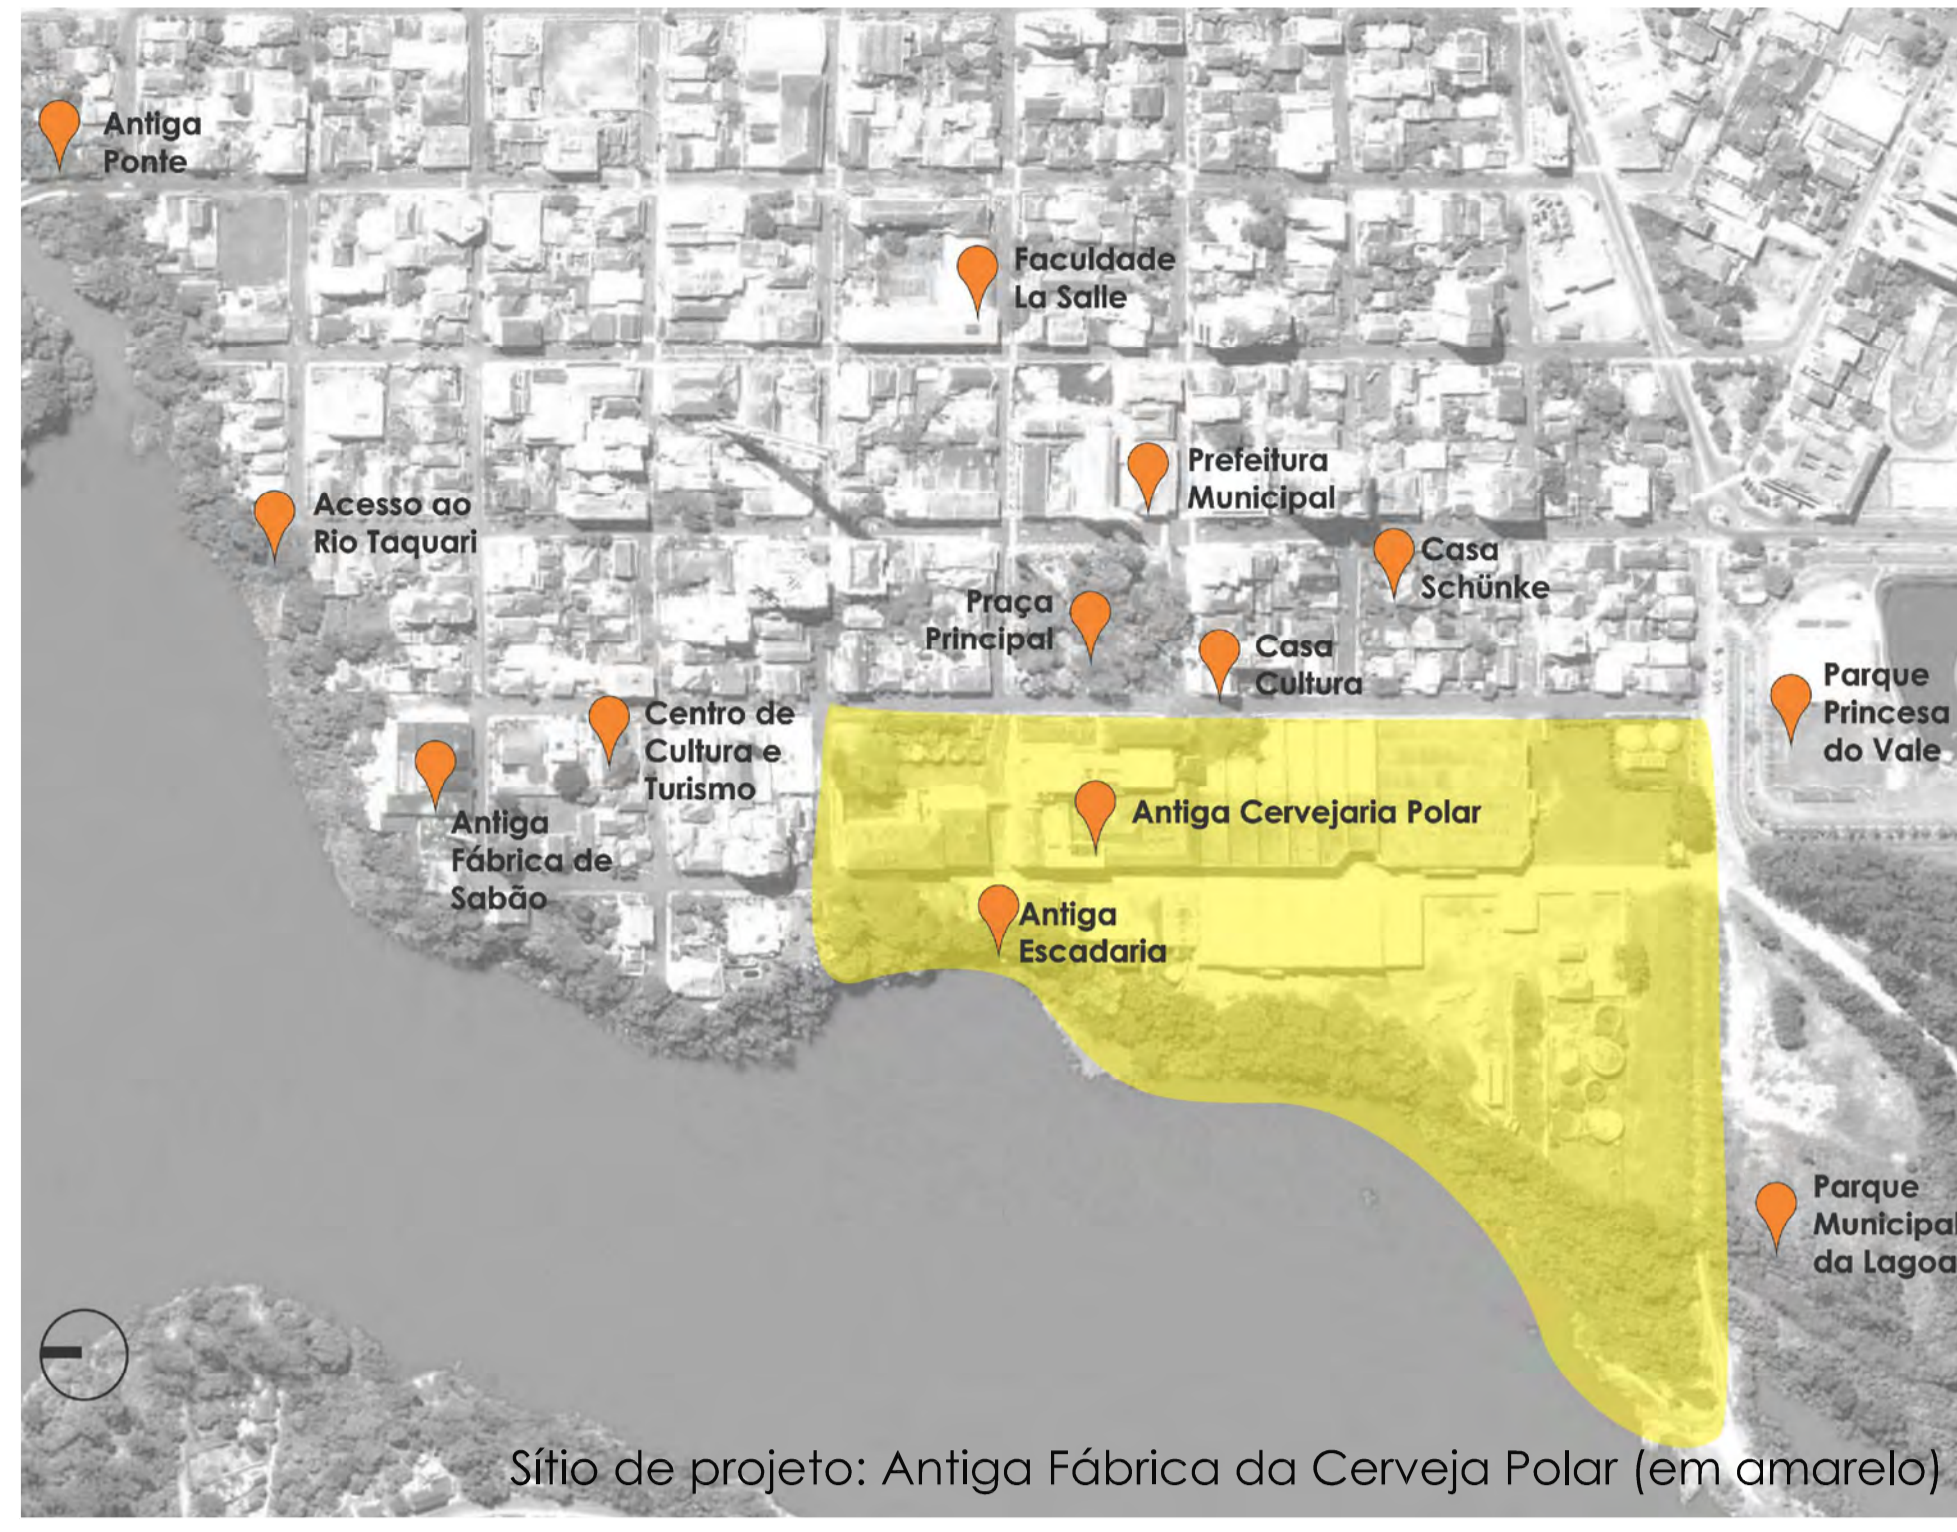 Antiga
Ponte
Faculdade
La Salle
Prefeitura
Municipal
Acesso ao
Rio Taquari
Casa
Schünke
Praça
Principal
Casa
Cultura
Parque
Princesa
do Vale
Centro de
Cultura e
Turismo
Antiga Cervejaria Polar
Antiga
Fábrica de
Sabão
Antiga
Escadaria
Parque
Municipal
da Lagoa
Sítio de projeto: Antiga Fábrica da Cerveja Polar (em amarelo)